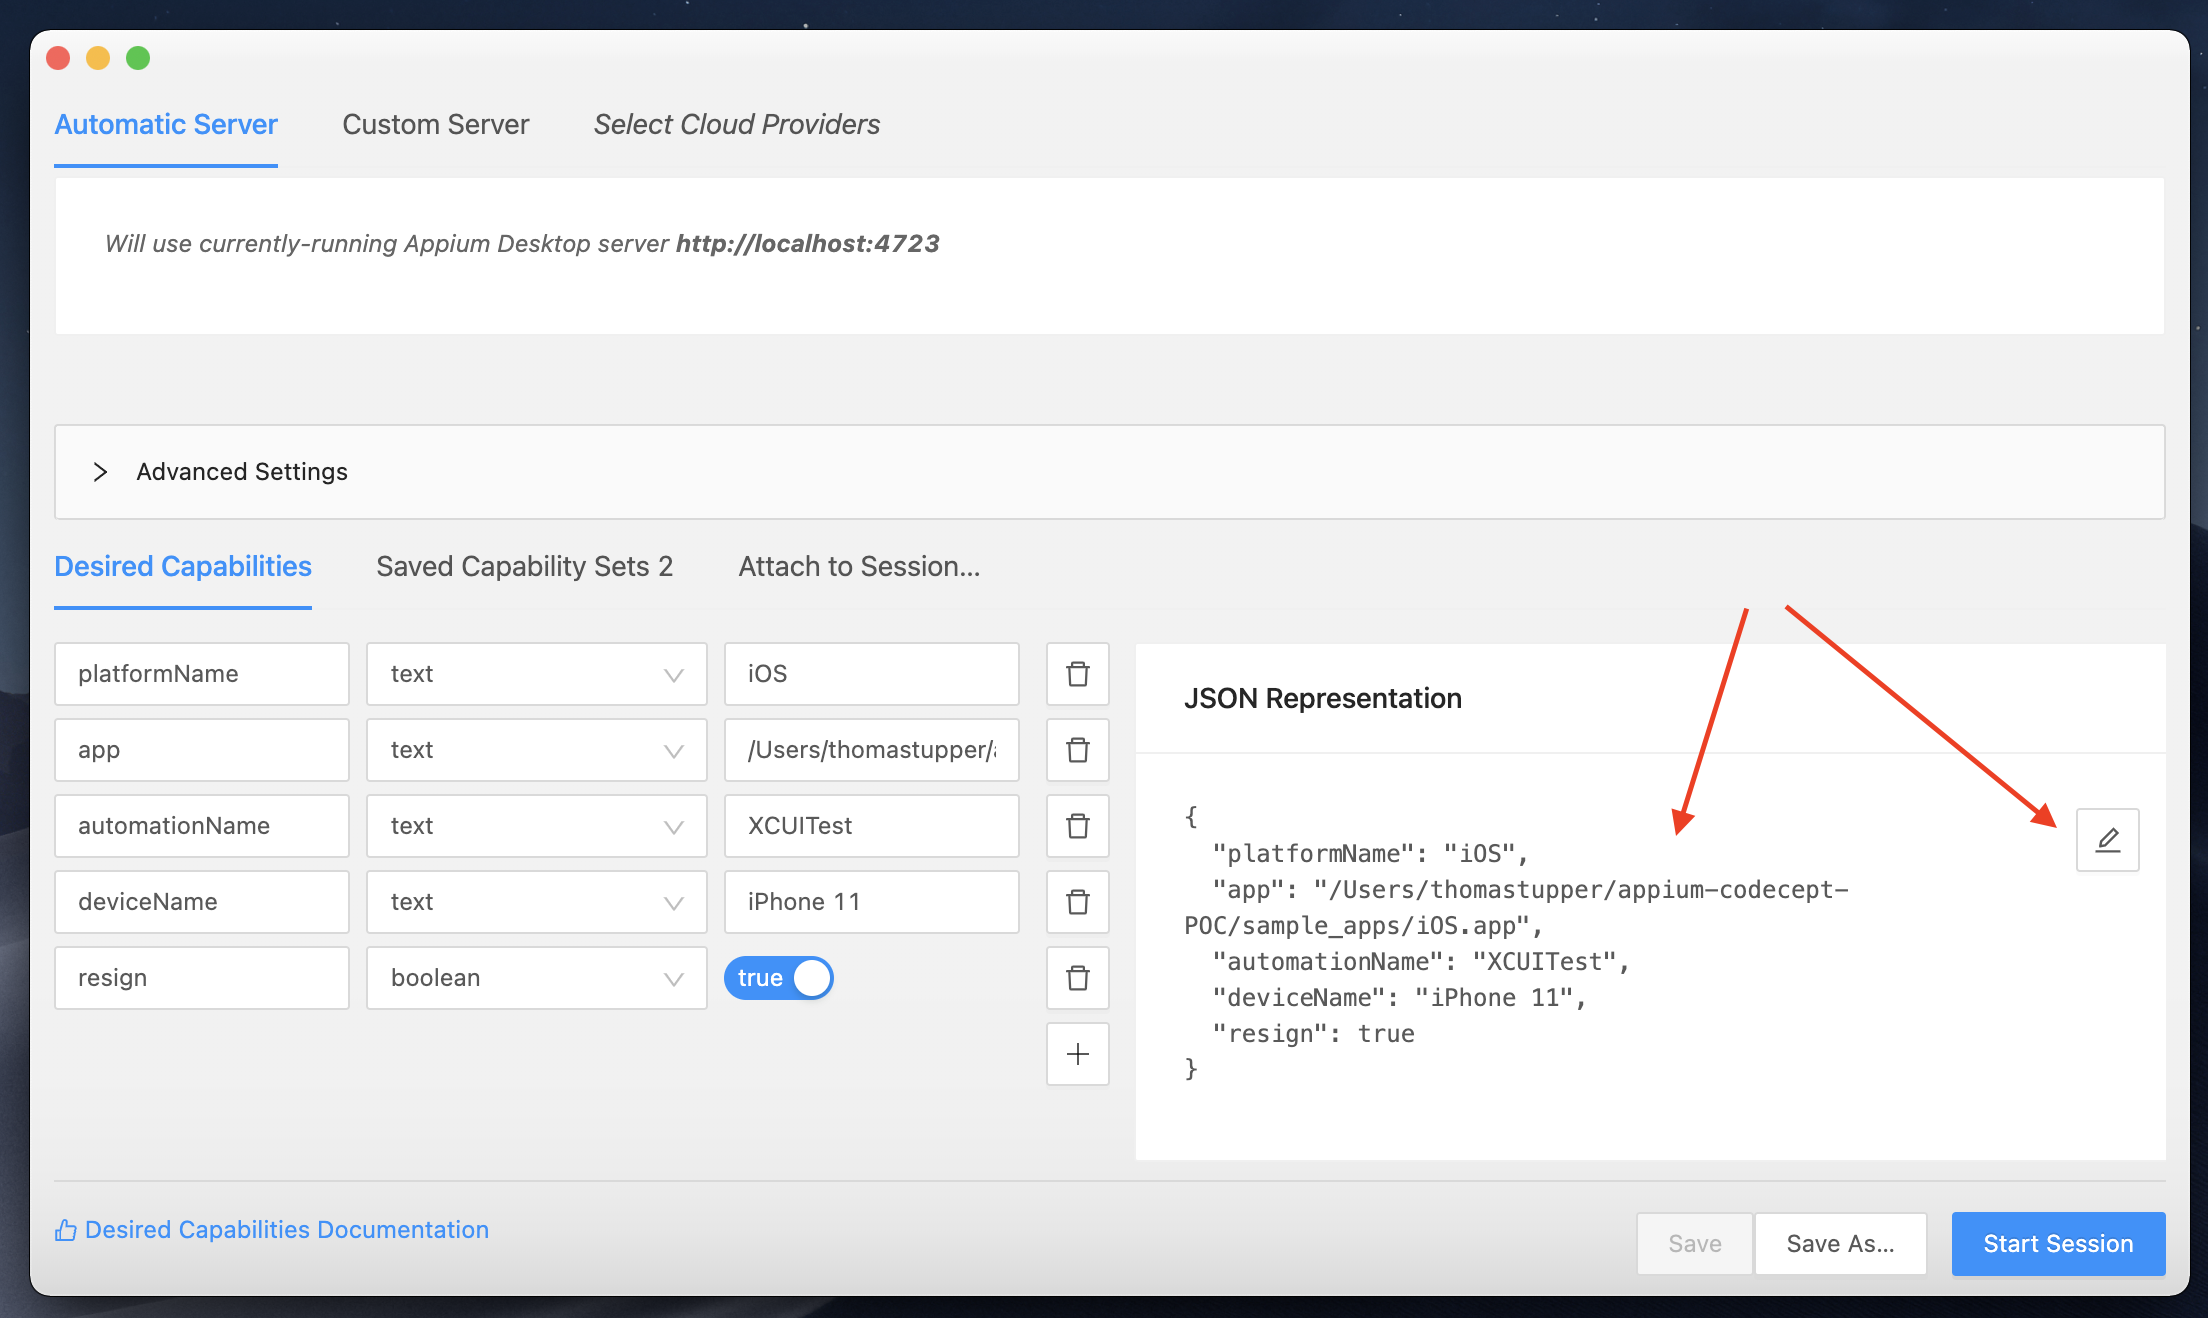 Automatic Server Custom Server Select Cloud Providers
Will use currently-running Appium Desktop server http://localhost:4723
Advanced Settings
Desired Capabilities Saved Capability Sets 2 Attach to Session...
platformName text iOS
app text /Users/thomastupper/a
automationName text XCUITest
deviceName text iPhone 11
resign boolean true
JSON Representation
{
  "platformName": "iOS",
  "app": "/Users/thomastupper/appium-codecept-
POC/sample_apps/iOS.app",
  "automationName": "XCUITest",
  "deviceName": "iPhone 11",
  "resign": true
}
Desired Capabilities Documentation
Save Save As... Start Session